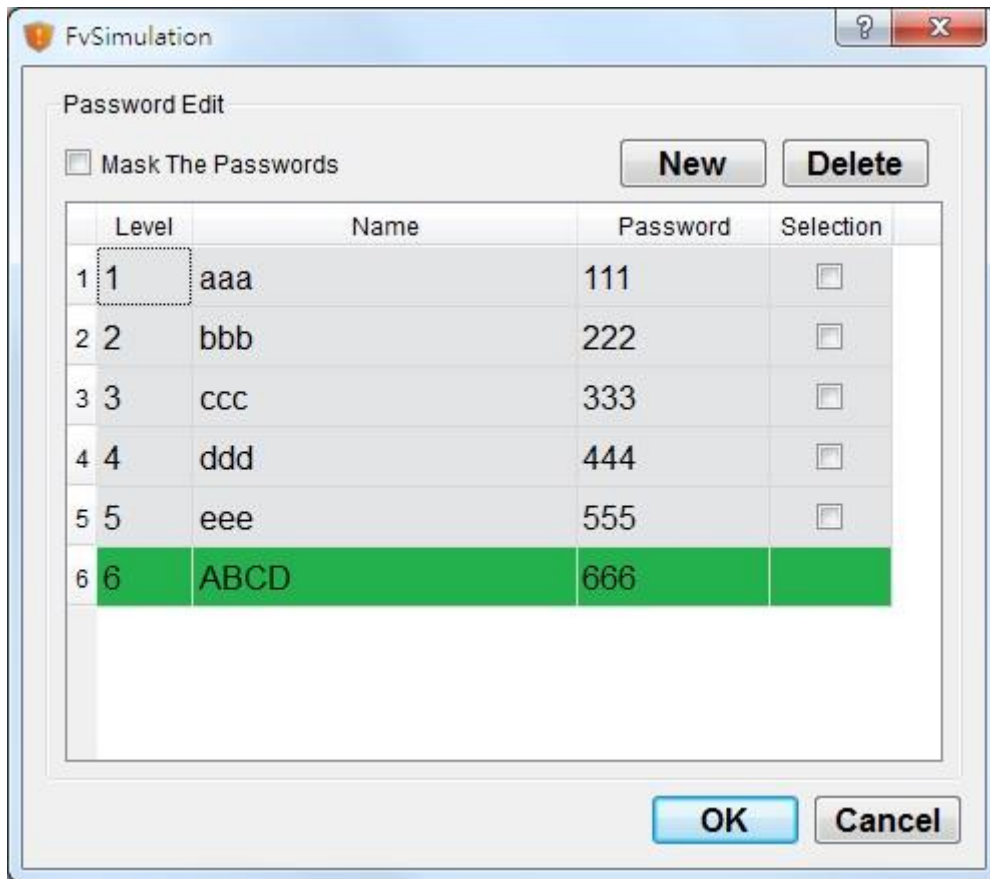 FvSimulation
Password Edit
Mask The Passwords New Delete
Level Name Password Selection
1 1 aaa 111
2 2 bbb 222
3 3 ccc 333
4 4 ddd 444
5 5 eee 555
6 6 ABCD 666
OK Cancel